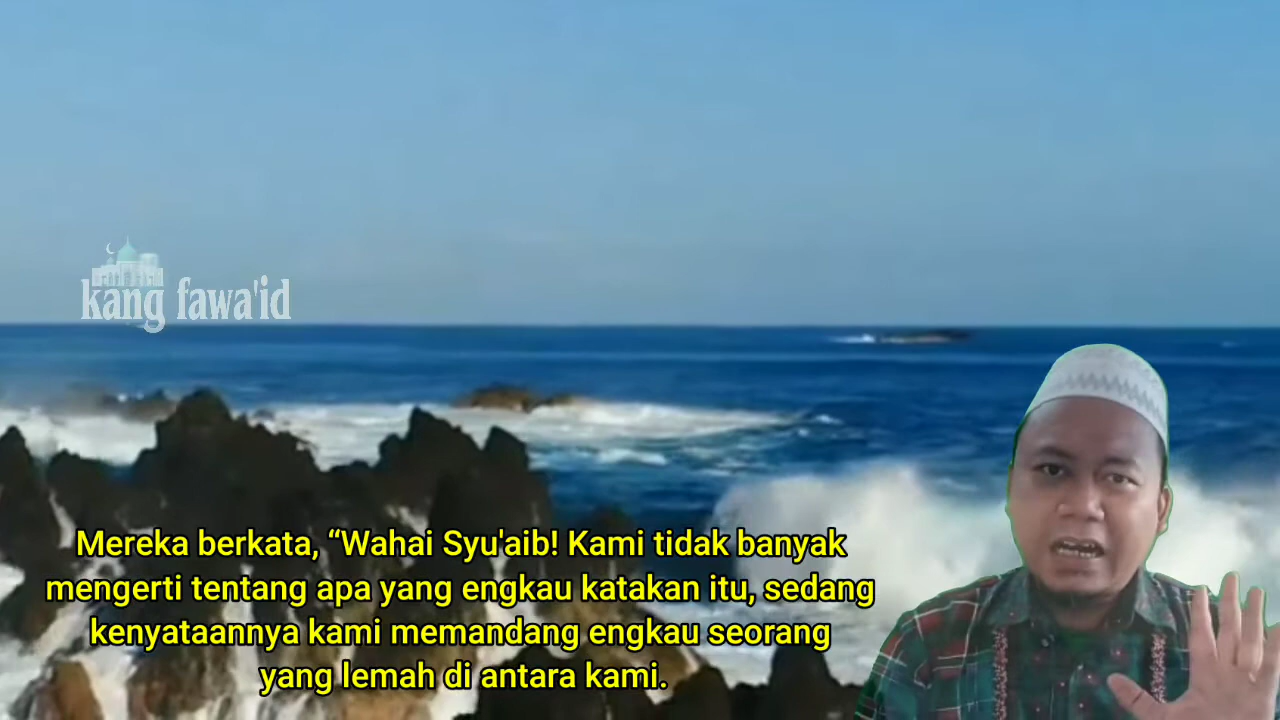 kang fawa'id
Mereka berkata, “Wahai Syu'aib! Kami tidak banyak
mengerti tentang apa yang engkau katakan itu, sedang
kenyataannya kami memandang engkau seorang
yang lemah di antara kami.